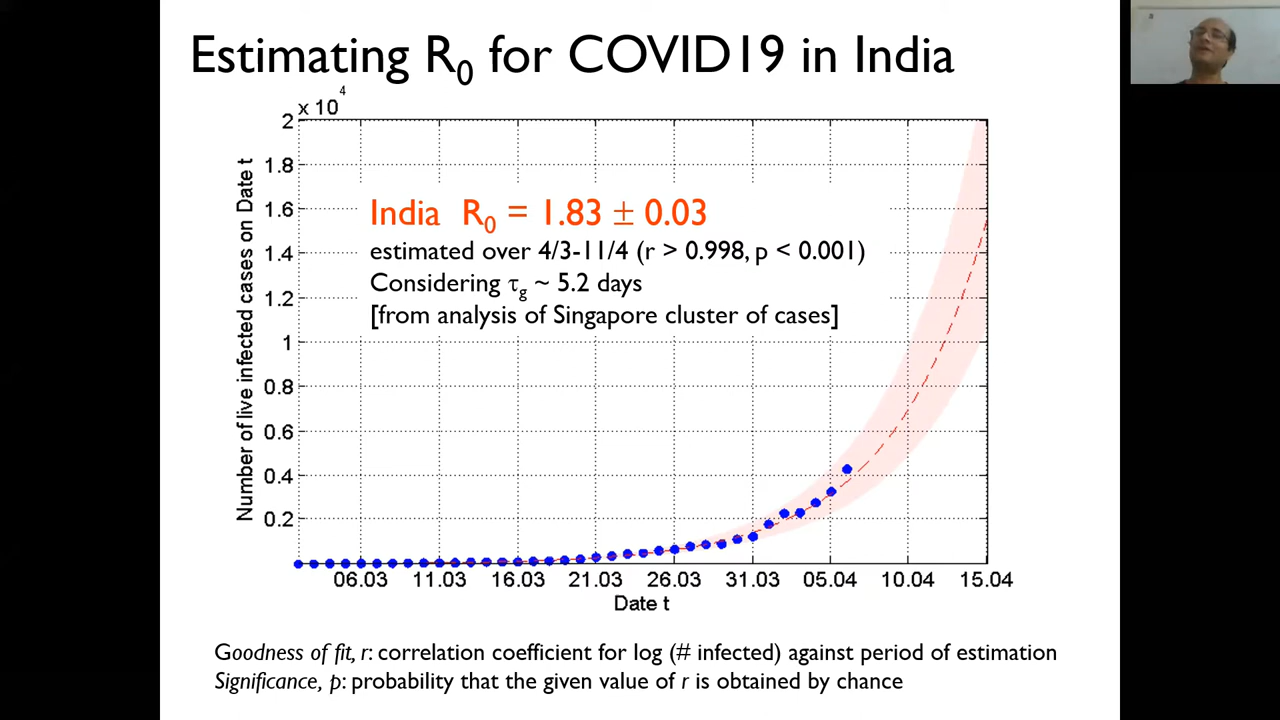 Estimating R₀ for COVID19 in India
x 10⁴
2
1.8
1.6
1.4
1.2
1
0.8
0.6
0.4
0.2
Number of live infected cases on Date t
India R₀ = 1.83 ± 0.03
estimated over 4/3-11/4 (r > 0.998, p < 0.001)
Considering τg ~ 5.2 days
[from analysis of Singapore cluster of cases]
06.03 11.03 16.03 21.03 26.03 31.03 05.04 10.04 15.04
Date t
Goodness of fit, r: correlation coefficient for log (# infected) against period of estimation
Significance, p: probability that the given value of r is obtained by chance